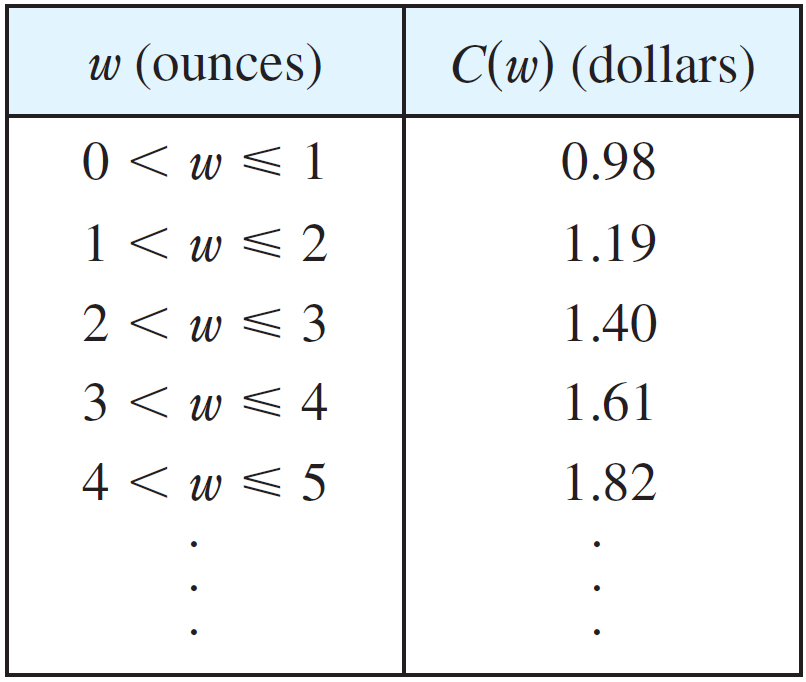 w (ounces) C(w) (dollars)
0 < w ⩽ 1 0.98
1 < w ⩽ 2 1.19
2 < w ⩽ 3 1.40
3 < w ⩽ 4 1.61
4 < w ⩽ 5 1.82
. .
. .
. .